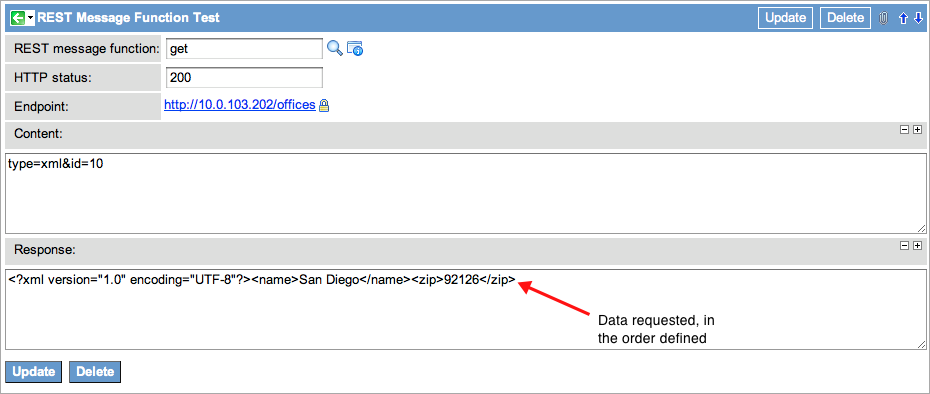 REST Message Function Test
Update
Delete
REST message function:
get
HTTP status:
200
Endpoint:
http://10.0.103.202/offices
Content:
type=xml&id=10
Response:
<?xml version="1.0" encoding="UTF-8"?><name>San Diego</name><zip>92126</zip>
Data requested, in
the order defined
Update
Delete